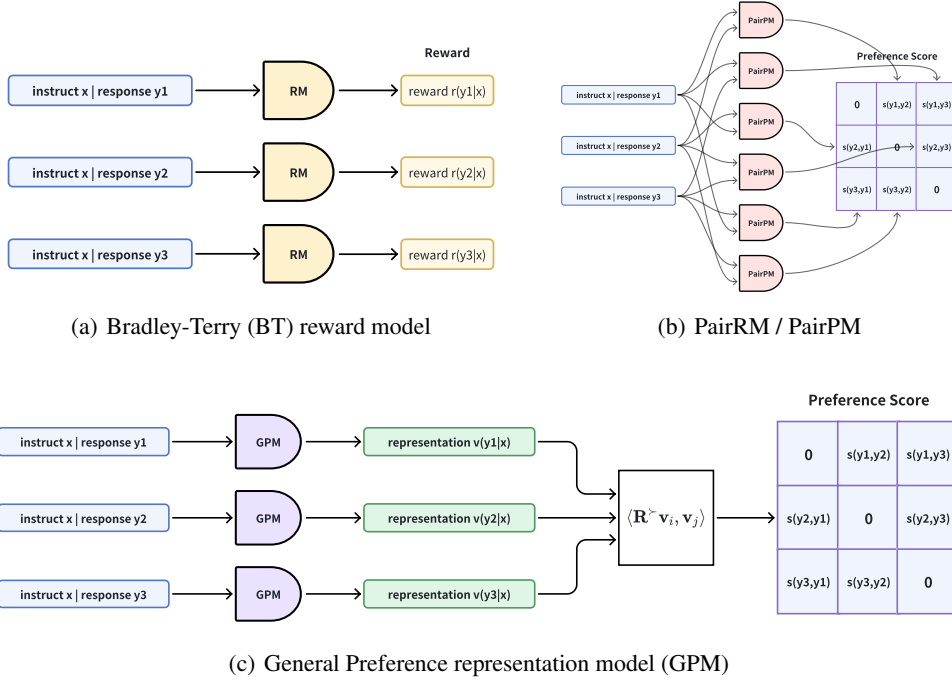 Reward
instruct x | response y1
RM
reward r(y1|x)
instruct x | response y2
RM
reward r(y2|x)
instruct x | response y3
RM
reward r(y3|x)
(a) Bradley-Terry (BT) reward model
PairPM
PairPM
PairPM
PairPM
PairPM
PairPM
instruct x | response y1
instruct x | response y2
instruct x | response y3
Preference Score
0 s(y1,y2) s(y1,y3)
s(y2,y1) 0 s(y2,y3)
s(y3,y1) s(y3,y2) 0
(b) PairRM / PairPM
Preference Score
instruct x | response y1
GPM
representation v(y1|x)
instruct x | response y2
GPM
representation v(y2|x)
instruct x | response y3
GPM
representation v(y3|x)
⟨R^≻ v_i, v_j⟩
0 s(y1,y2) s(y1,y3)
s(y2,y1) 0 s(y2,y3)
s(y3,y1) s(y3,y2) 0
(c) General Preference representation model (GPM)